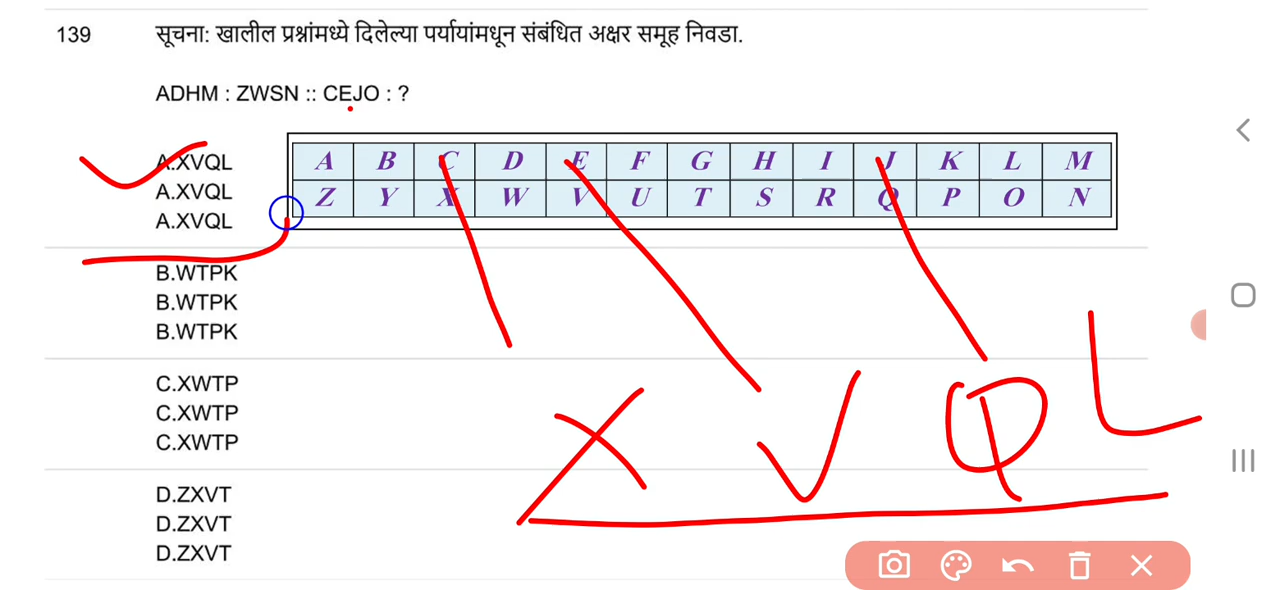 139 सूचना: खालील प्रश्नांमध्ये दिलेल्या पर्यायांमधून संबंधित अक्षर समूह निवडा.
ADHM : ZWSN :: CEJO : ?
A.XVQL
A.XVQL
A.XVQL
A B C D E F G H I J K L M
Z Y X W V U T S R Q P O N
B.WTPK
B.WTPK
B.WTPK
C.XWTP
C.XWTP
C.XWTP
D.ZXVT
D.ZXVT
D.ZXVT
X V Q L